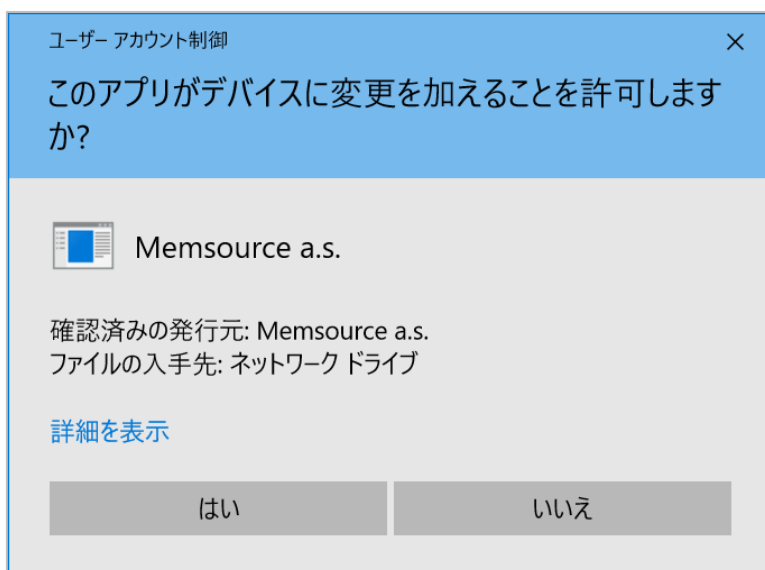 ユーザー アカウント制御
このアプリがデバイスに変更を加えることを許可します
か?
Memsource a.s.
確認済みの発行元: Memsource a.s.
ファイルの入手先: ネットワーク ドライブ
詳細を表示
はい
いいえ